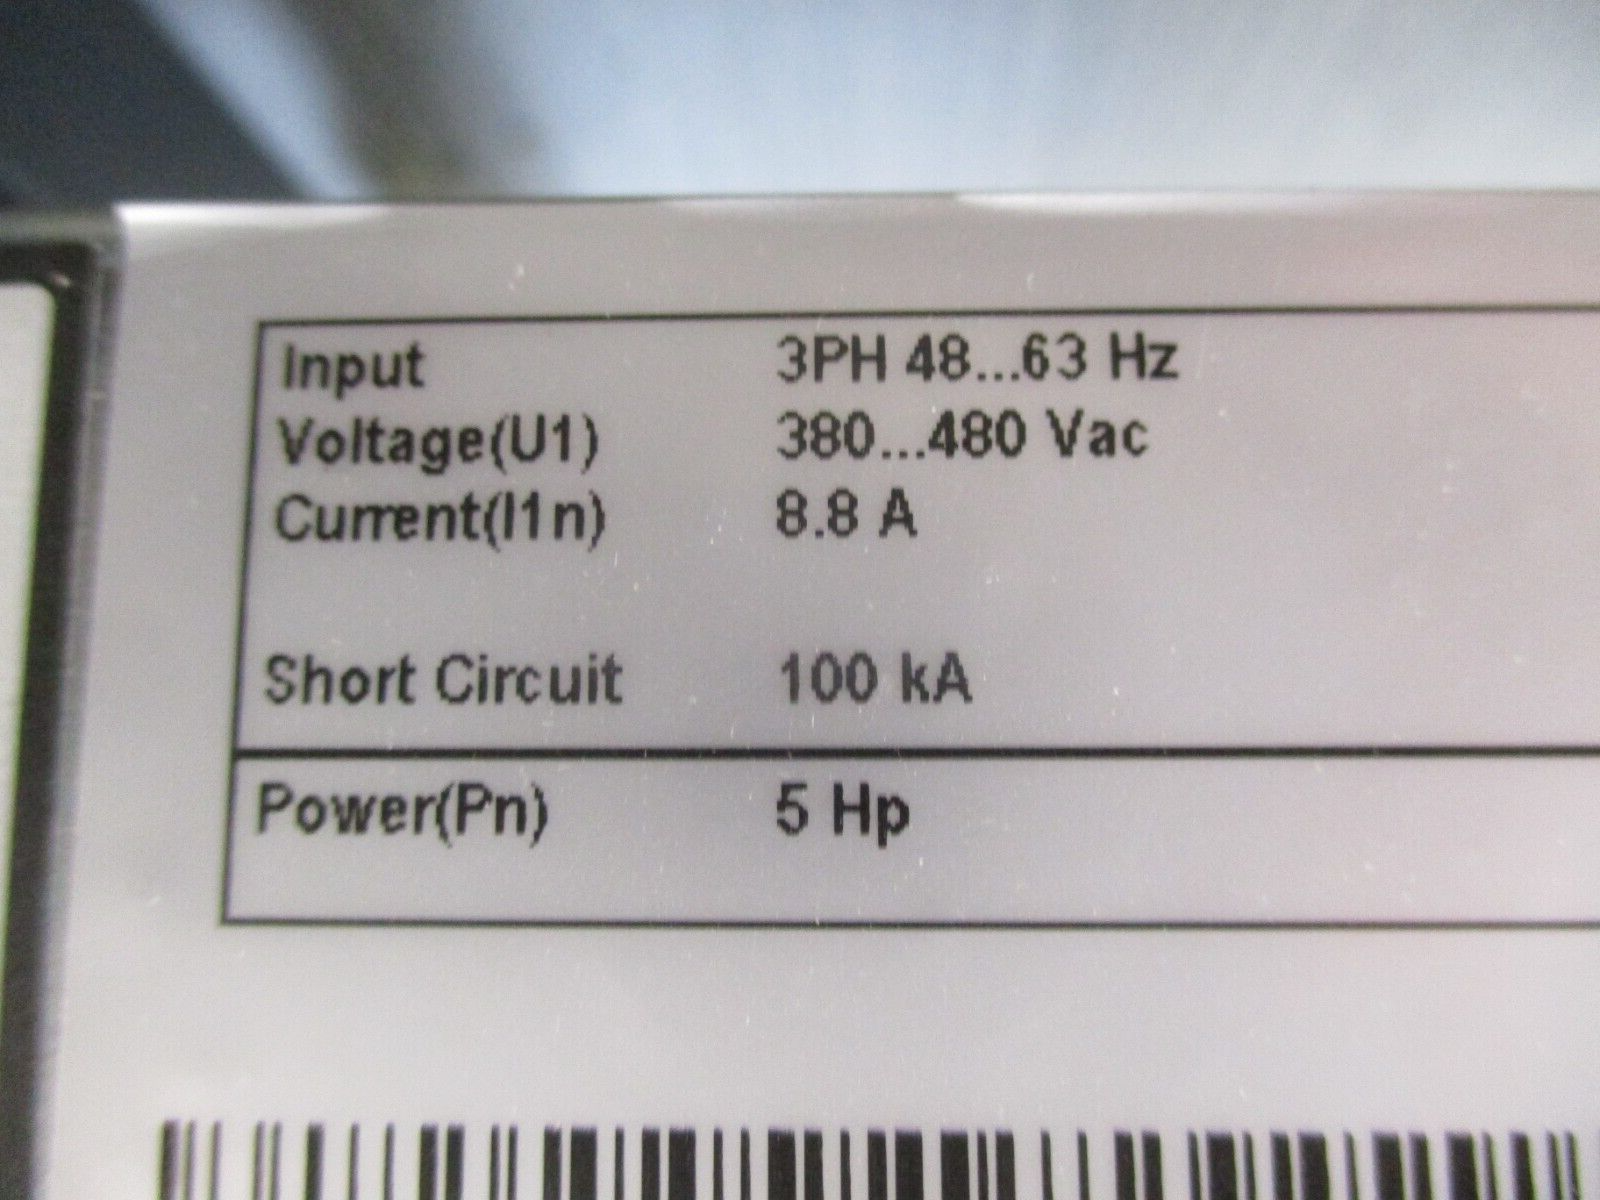 Input 3PH 48...63 Hz
Voltage(U1) 380...480 Vac
Current(I1n) 8.8 A
Short Circuit 100 kA
Power(Pn) 5 Hp